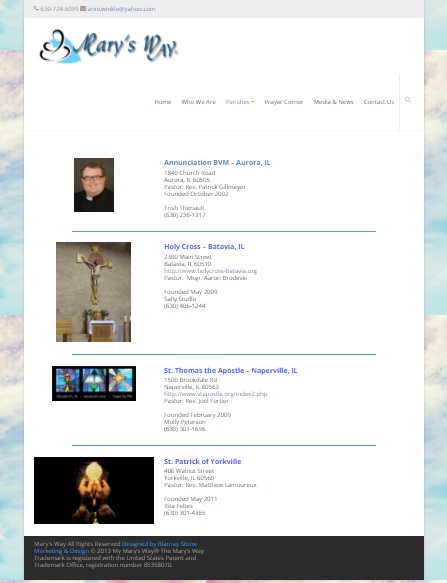 630-728-6099 annwinkle@yahoo.com
Mary's Way
Home Who We Are Parishes Prayer Corner Media & News Contact Us
Annunciation BVM – Aurora, IL
1840 Church Road
Aurora, IL 60505
Pastor: Rev. Patrick Gillmeyer
Founded October 2002
Trish Theriault
(630) 236-1317
Holy Cross – Batavia, IL
2300 Main Street
Batavia, IL 60510
http://www.holycross-batavia.org
Pastor: Msgr. Aaron Brodeski
Founded May 2009
Sally Studlo
(630) 406-1244
St. Thomas the Apostle – Naperville, IL
1500 Brookdale Rd
Naperville, IL 60563
http://www.stapostle.org/index2.php
Pastor: Rev. Joel Fortier
Founded February 2009
Molly Peterson
(630) 301-1696
St. Patrick of Yorkville
406 Walnut Street
Yorkville, IL 60560
Pastor: Rev. Matthew Lamoureux
Founded May 2011
Rita Feltes
(630) 301-4365
Mary's Way All Rights Reserved Designed by Blarney Stone
Marketing & Design © 2013 My Mary's Way® The Mary's Way
Trademark is registered with the United States Patent and
Trademark Office, registration number 85358070.